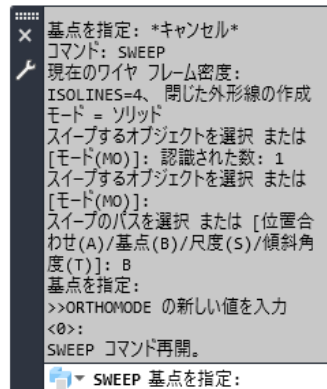 基点を指定: *キャンセル*
コマンド: SWEEP
現在のワイヤ フレーム密度:
ISOLINES=4、 閉じた外形線の作成
モード = ソリッド
スイープするオブジェクトを選択 または
[モード(MO)]: 認識された数: 1
スイープするオブジェクトを選択 または
[モード(MO)]:
スイープのパスを選択 または [位置合
わせ(A)/基点(B)/尺度(S)/傾斜角
度(T)]: B
基点を指定:
>>ORTHOMODE の新しい値を入力
<0>:
SWEEP コマンド再開。
SWEEP 基点を指定: